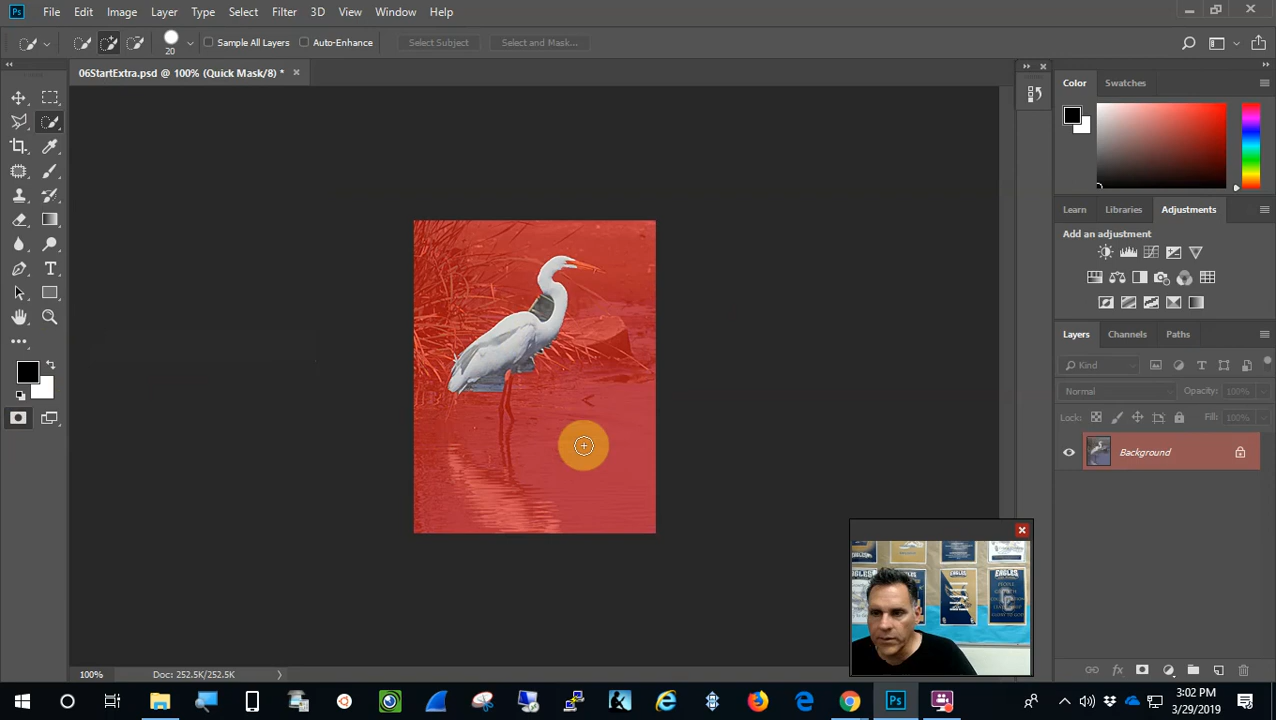 Ps File Edit Image Layer Type Select Filter 3D View Window Help
20 Sample All Layers Auto-Enhance Select Subject Select and Mask...
06StartExtra.psd @ 100% (Quick Mask/8) *
Color Swatches
Learn Libraries Adjustments
Add an adjustment
Layers Channels Paths
Kind
Normal Opacity: 100%
Lock: Fill: 100%
Background
EAGLES EAGLES
100% Doc: 252.5K/252.5K
Ps 3:02 PM
3/29/2019